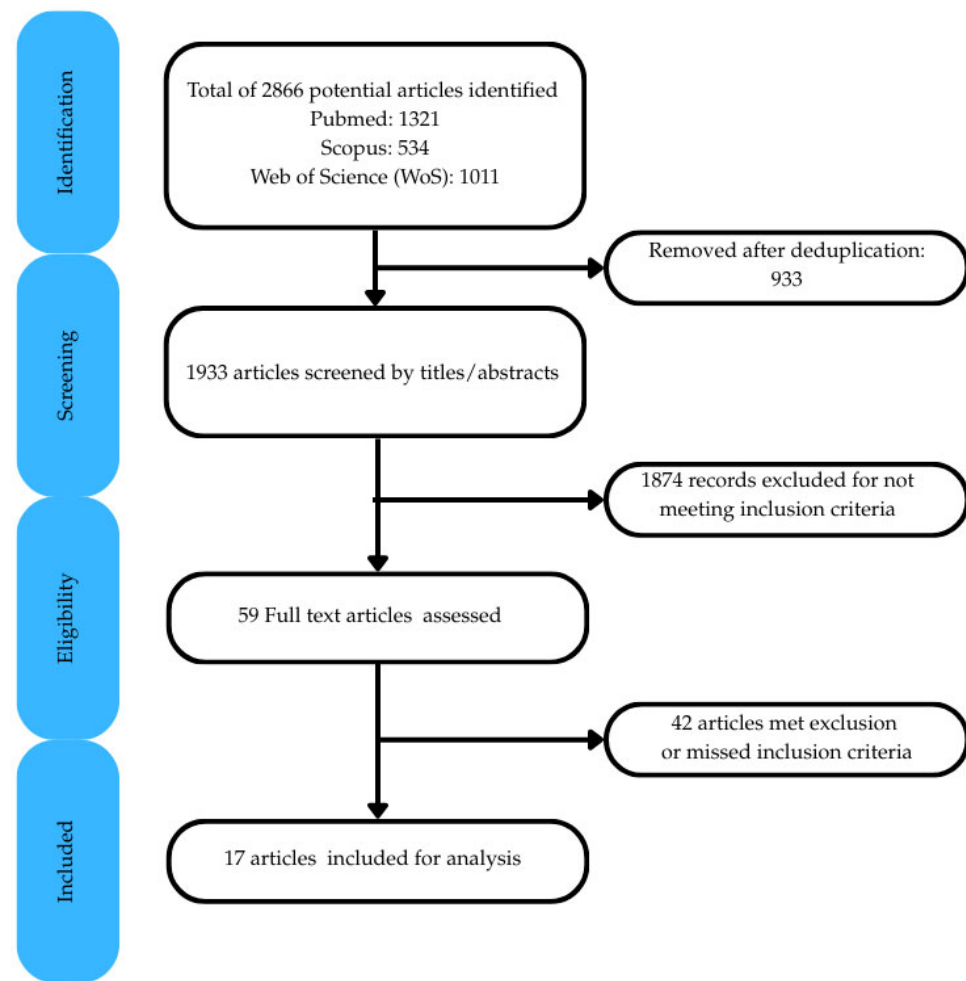 Identification
Total of 2866 potential articles identified
Pubmed: 1321
Scopus: 534
Web of Science (WoS): 1011
Removed after deduplication:
933
Screening
1933 articles screened by titles/abstracts
1874 records excluded for not
meeting inclusion criteria
Eligibility
59 Full text articles assessed
42 articles met exclusion
or missed inclusion criteria
Included
17 articles included for analysis